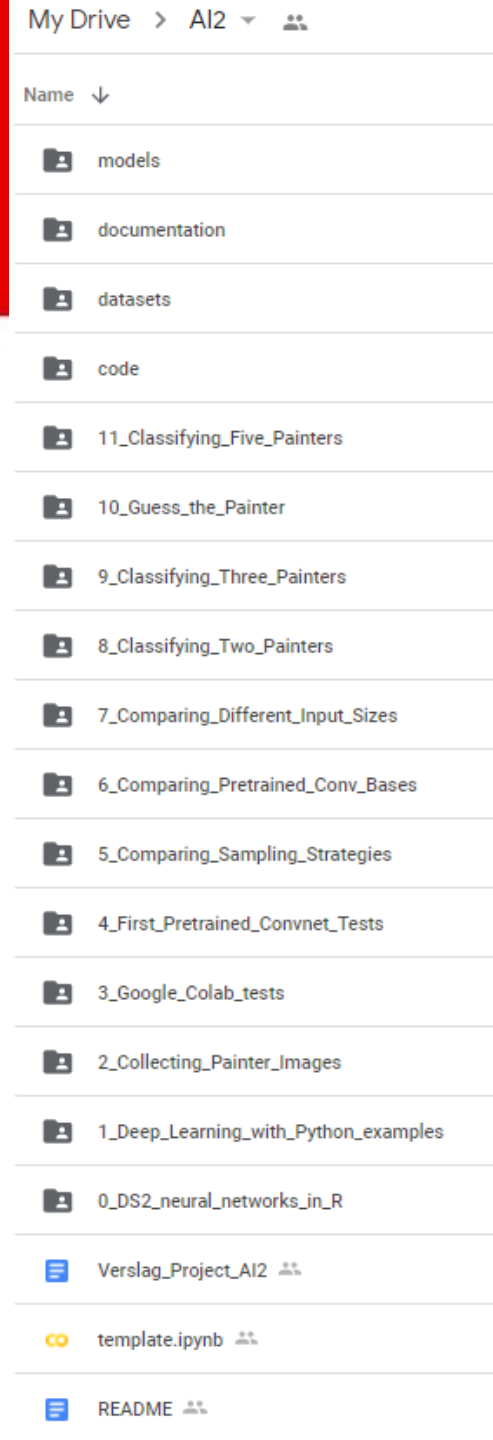 My Drive > AI2
Name
models
documentation
datasets
code
11_Classifying_Five_Painters
10_Guess_the_Painter
9_Classifying_Three_Painters
8_Classifying_Two_Painters
7_Comparing_Different_Input_Sizes
6_Comparing_Pretrained_Conv_Bases
5_Comparing_Sampling_Strategies
4_First_Pretrained_Convnet_Tests
3_Google_Colab_tests
2_Collecting_Painter_Images
1_Deep_Learning_with_Python_examples
0_DS2_neural_networks_in_R
Verslag_Project_AI2
template.ipynb
README